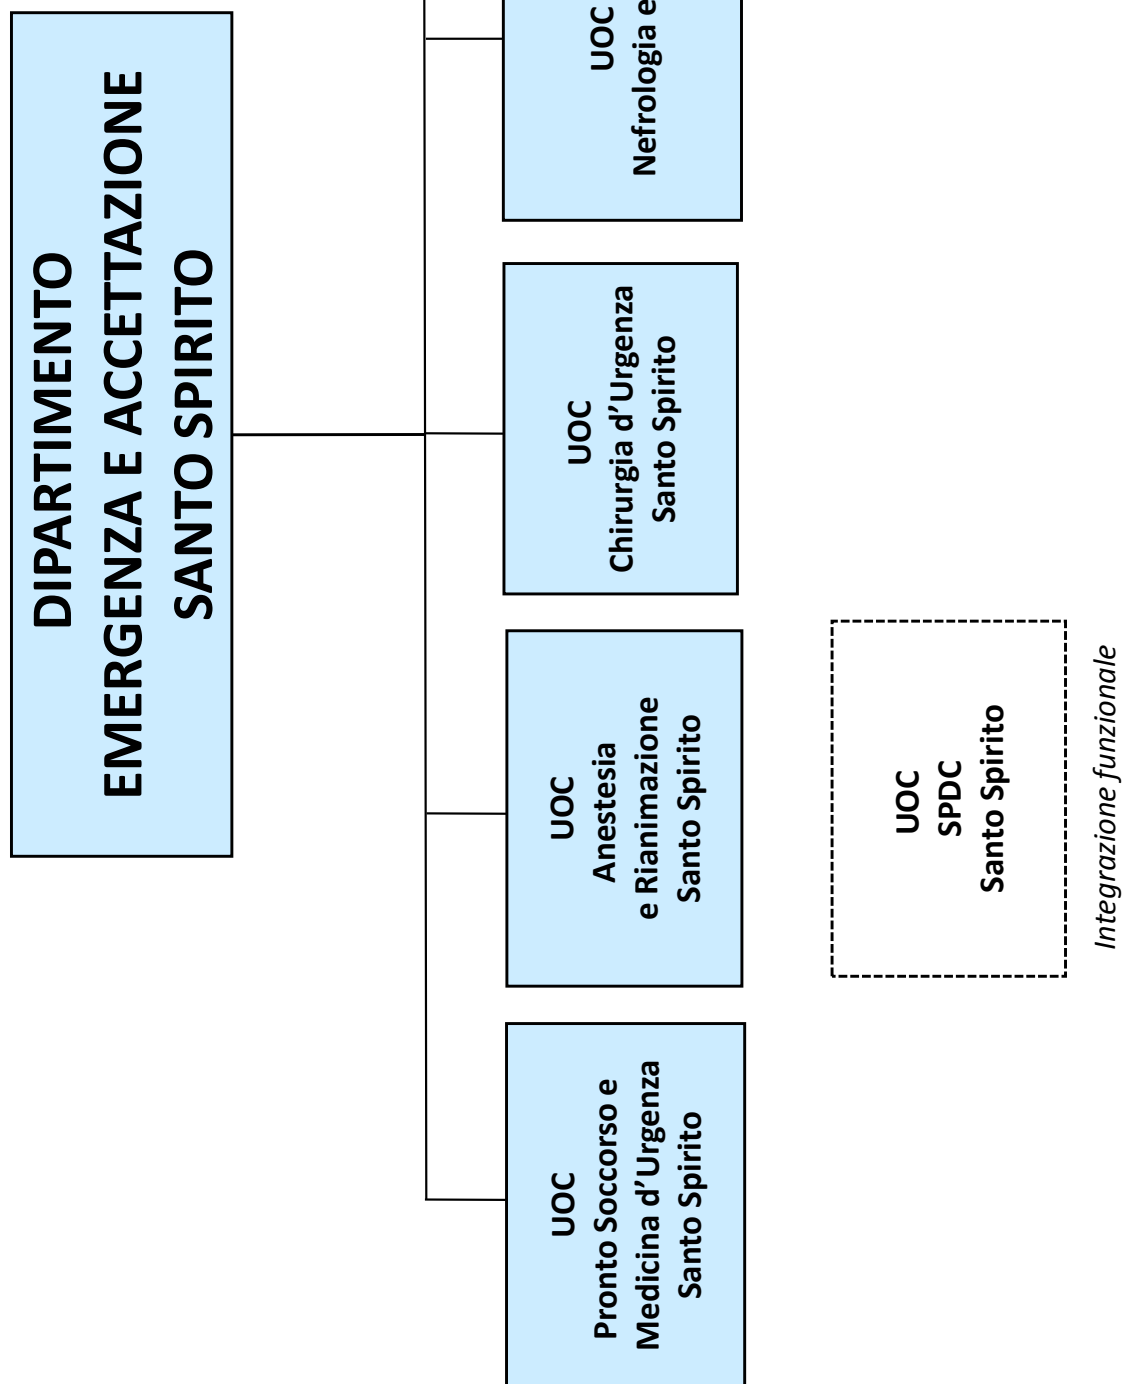 DIPARTIMENTO
EMERGENZA E ACCETTAZIONE
SANTO SPIRITO
UOC
Pronto Soccorso e
Medicina d’Urgenza
Santo Spirito
UOC
Anestesia
e Rianimazione
Santo Spirito
UOC
Chirurgia d’Urgenza
Santo Spirito
UOC
Nefrologia e
UOC
SPDC
Santo Spirito
Integrazione funzionale